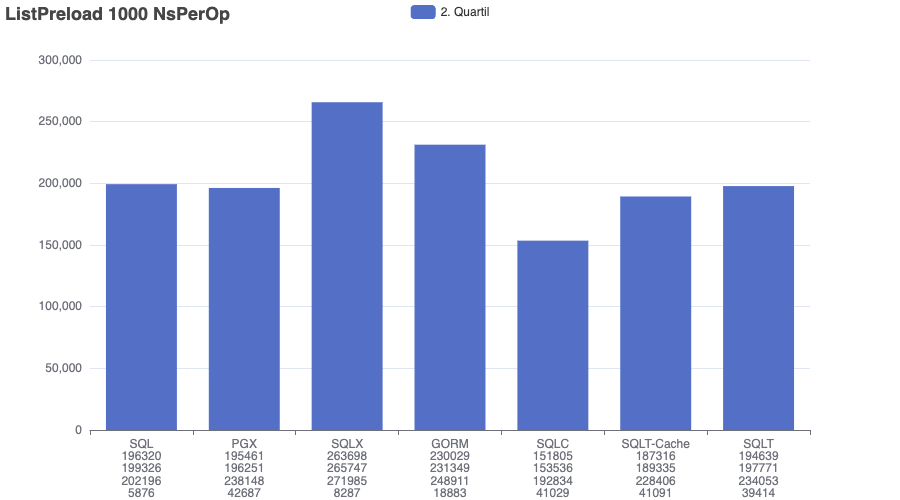 ListPreload 1000 NsPerOp
2. Quartil
300,000
250,000
200,000
150,000
100,000
50,000
0
SQL PGX SQLX GORM SQLC SQLT-Cache SQLT
196320 195461 263698 230029 151805 187316 194639
199326 196251 265747 231349 153536 189335 197771
202196 238148 271985 248911 192834 228406 234053
5876 42687 8287 18883 41029 41091 39414